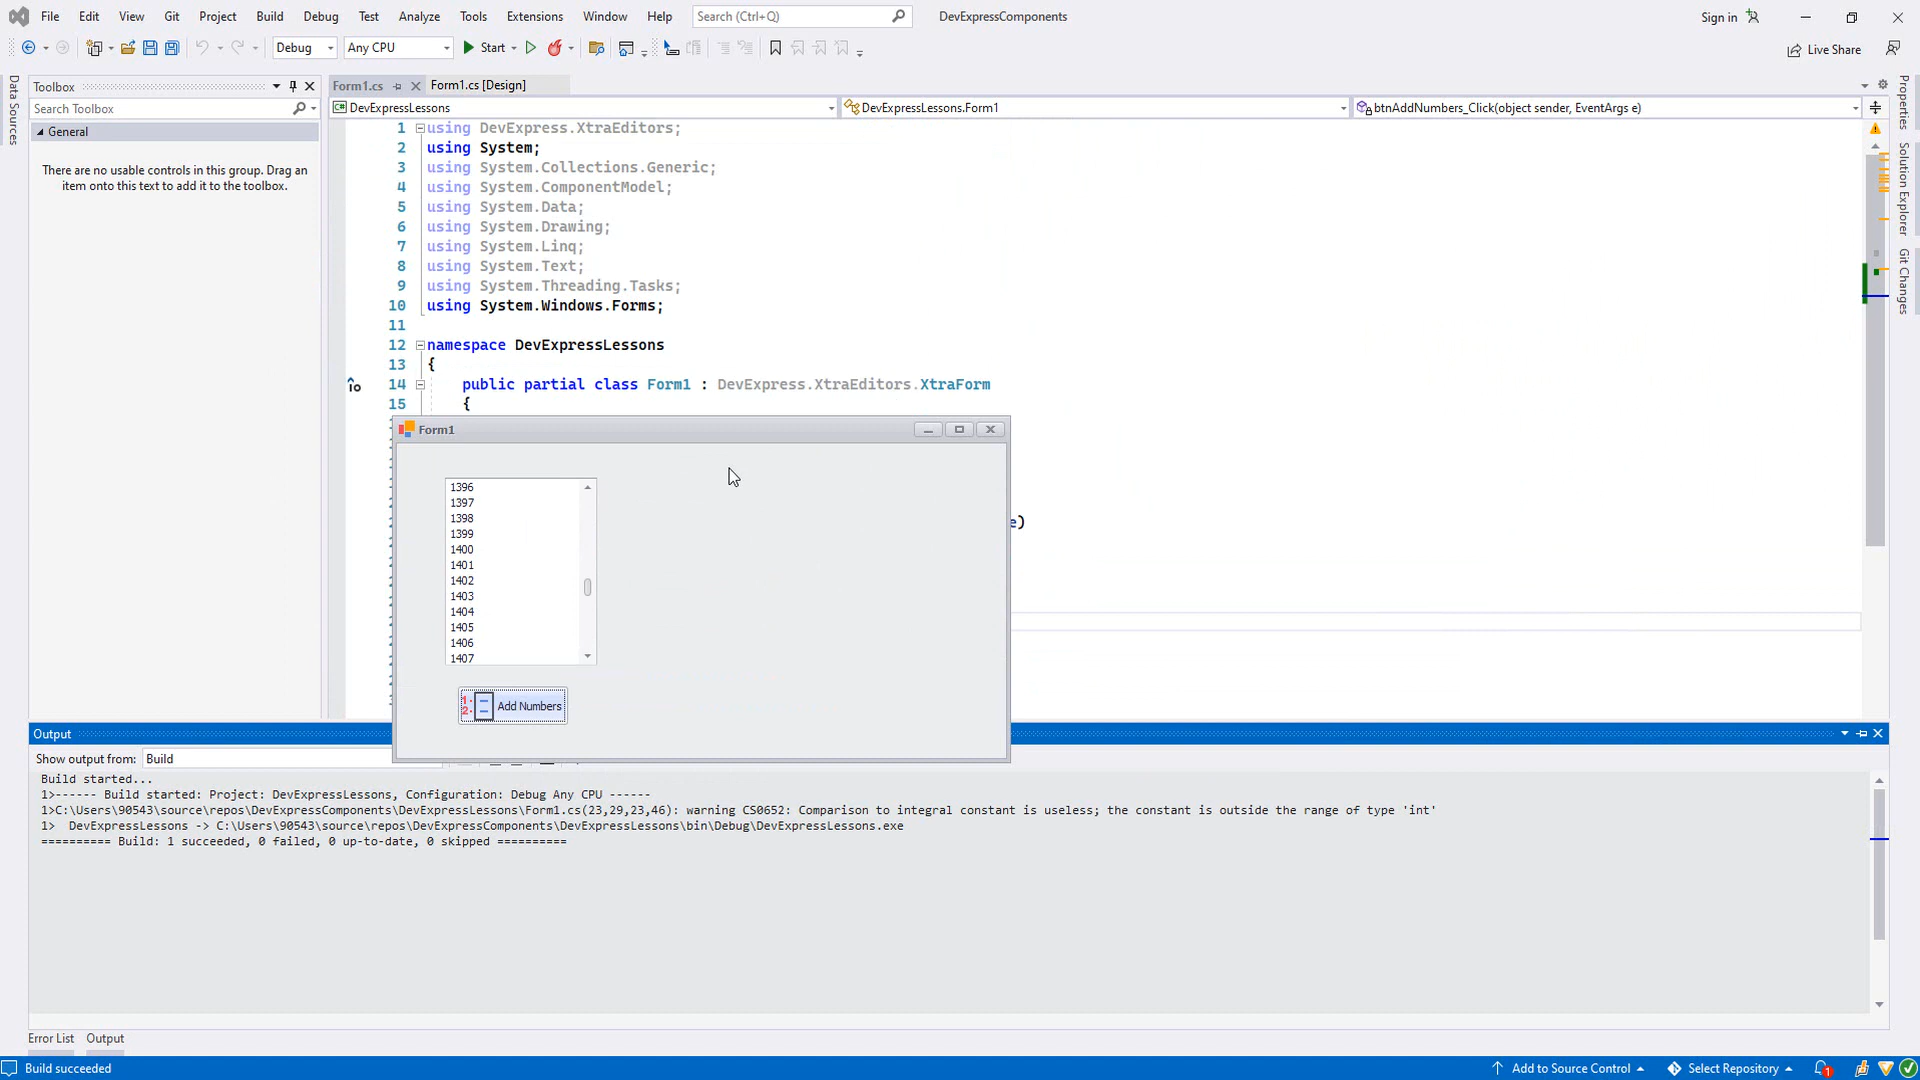 File Edit View Git Project Build Debug Test Analyze Tools Extensions Window Help Search (Ctrl+Q) DevExpressComponents Sign in
Debug Any CPU Start Live Share
Data Sources
Toolbox
Search Toolbox
General
There are no usable controls in this group. Drag an
item onto this text to add it to the toolbox.
Form1.cs Form1.cs [Design]
DevExpressLessons DevExpressLessons.Form1 btnAddNumbers_Click(object sender, EventArgs e)
1 using DevExpress.XtraEditors;
2 using System;
3 using System.Collections.Generic;
4 using System.ComponentModel;
5 using System.Data;
6 using System.Drawing;
7 using System.Linq;
8 using System.Text;
9 using System.Threading.Tasks;
10 using System.Windows.Forms;
11
12 namespace DevExpressLessons
13 {
14 public partial class Form1 : DevExpress.XtraEditors.XtraForm
15 {
e)
Form1
1396
1397
1398
1399
1400
1401
1402
1403
1404
1405
1406
1407
Add Numbers
Properties
Solution Explorer
Git Changes
Output
Show output from: Build
Build started...
1>------ Build started: Project: DevExpressLessons, Configuration: Debug Any CPU ------
1>C:\Users\90543\source\repos\DevExpressComponents\DevExpressLessons\Form1.cs(23,29,23,46): warning CS0652: Comparison to integral constant is useless; the constant is outside the range of type 'int'
1>  DevExpressLessons -> C:\Users\90543\source\repos\DevExpressComponents\DevExpressLessons\bin\Debug\DevExpressLessons.exe
========== Build: 1 succeeded, 0 failed, 0 up-to-date, 0 skipped ==========
Error List Output
Build succeeded Add to Source Control Select Repository 1